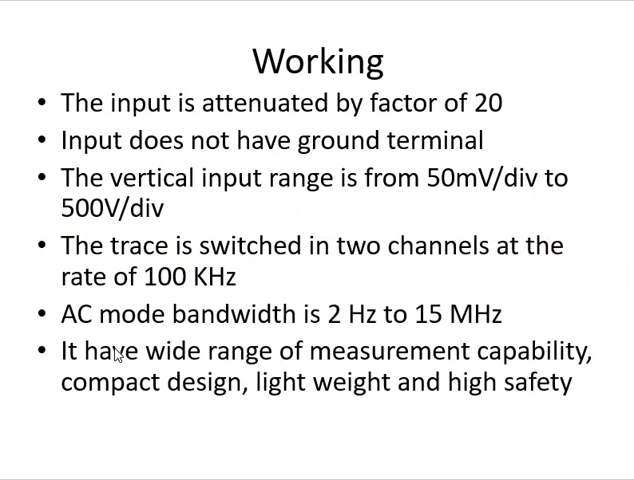 Working
• The input is attenuated by factor of 20
• Input does not have ground terminal
• The vertical input range is from 50mV/div to
500V/div
• The trace is switched in two channels at the
rate of 100 KHz
• AC mode bandwidth is 2 Hz to 15 MHz
• It have wide range of measurement capability,
compact design, light weight and high safety